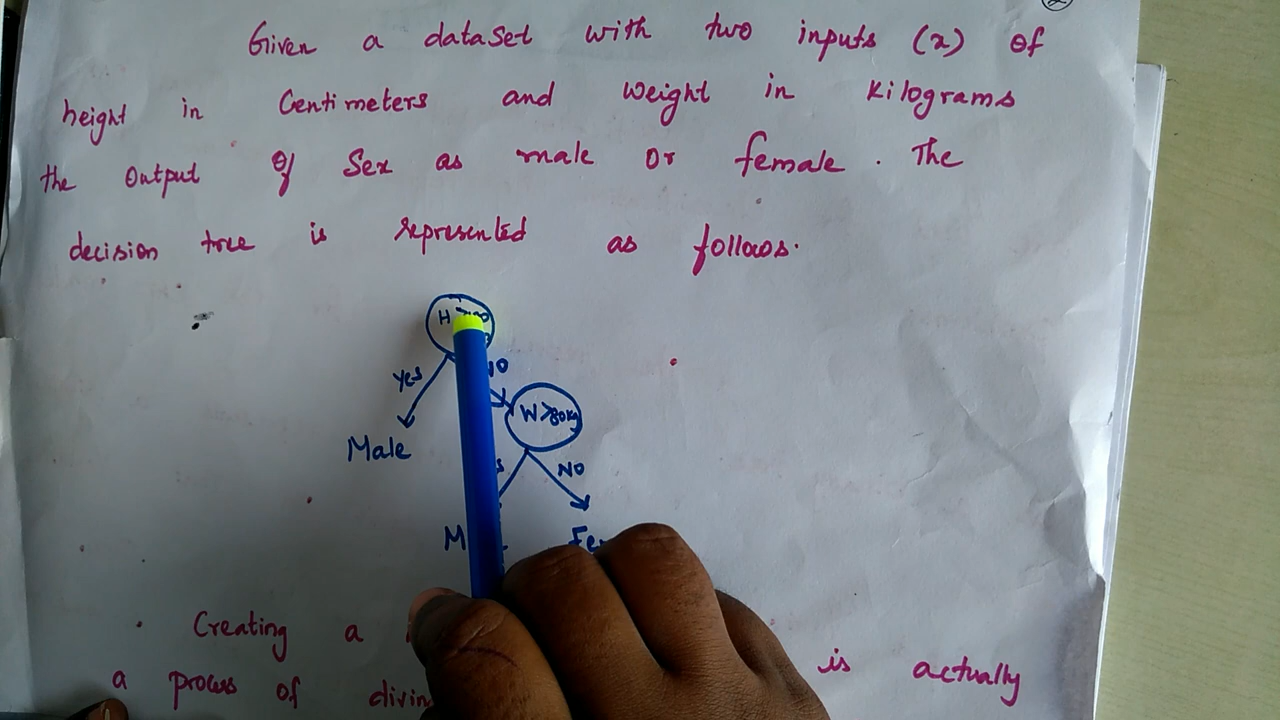 Given a dataset with two inputs (x) of
height in Centimeters and weight in Kilograms
the output of Sex as male or female. The
decision tree is represented as follows.
H
Yes
W>80kg
Male
NO
Creating a
is actually
a process of